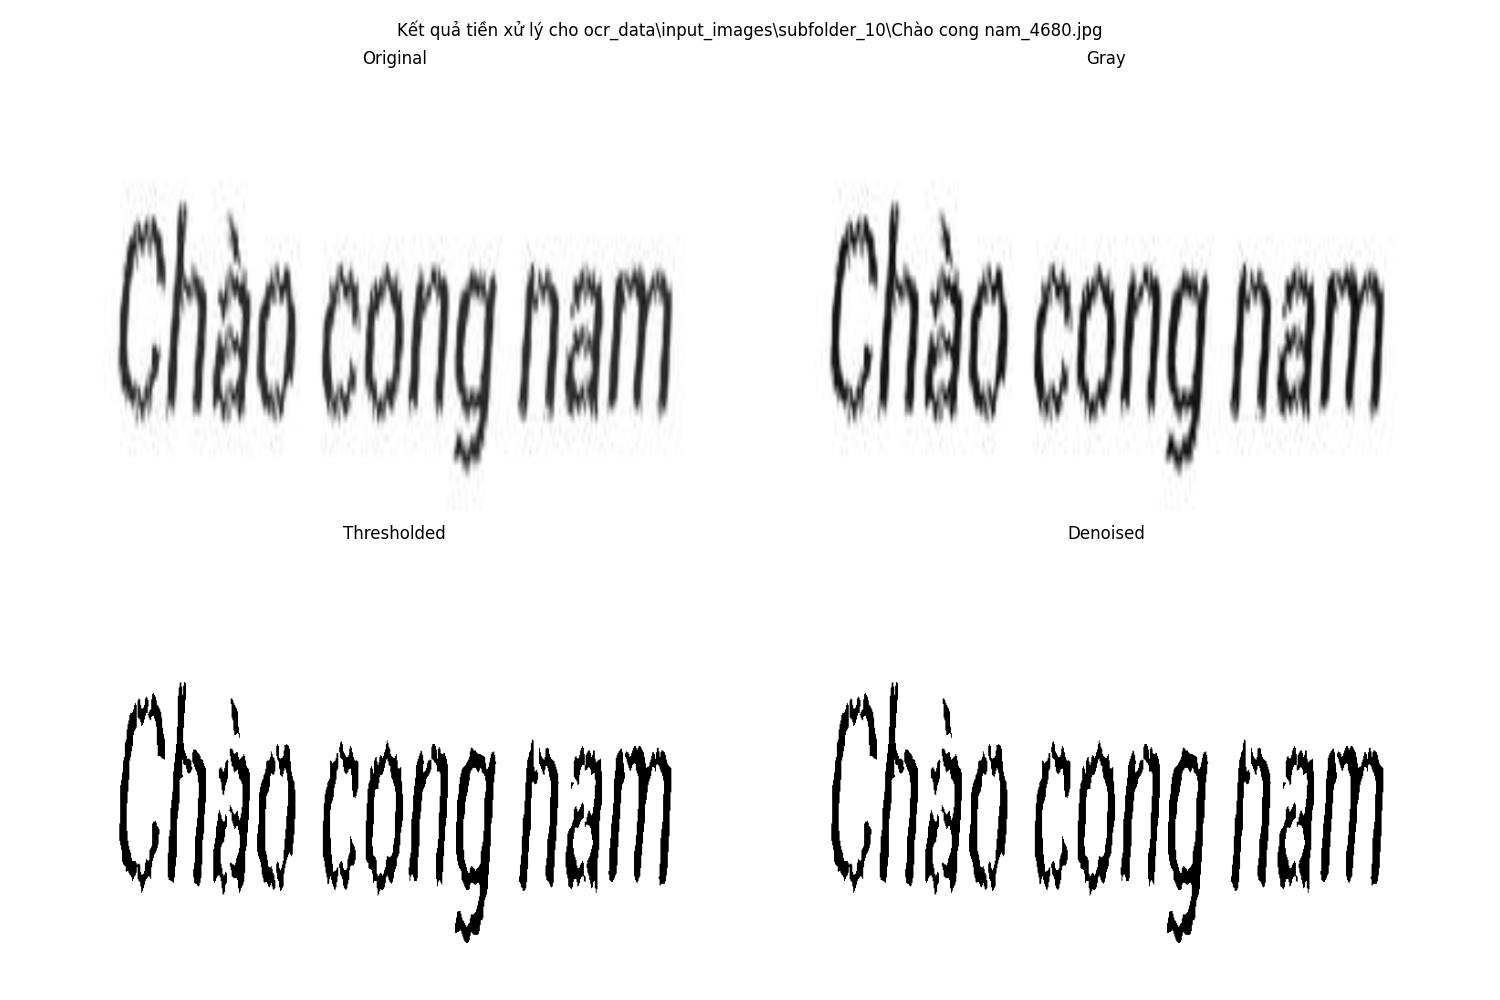 Kết quả tiền xử lý cho ocr_data\input_images\subfolder_10\Chào cong nam_4680.jpg
Original
Gray
Chào cong nam
Chào cong nam
Thresholded
Denoised
Chào cong nam
Chào cong nam